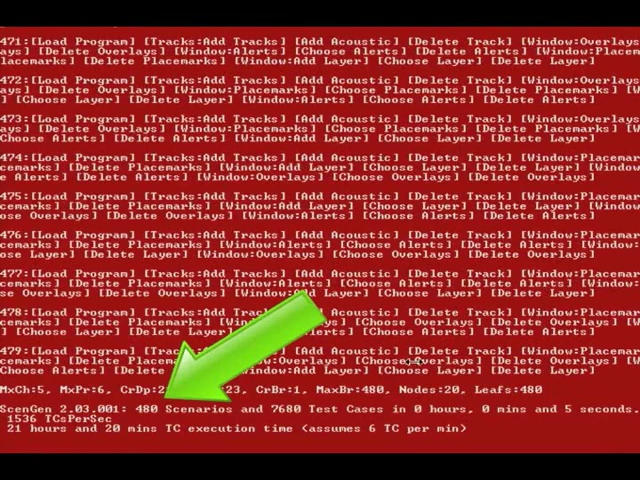 471:[Load Program] [Tracks:Add Tracks] [Add Acoustic] [Delete Track] [Window:Overlays
ays] [Delete Overlays] [Window:Alerts] [Choose Alerts] [Delete Alerts] [Window:Placem
lacemarks] [Delete Placemarks] [Window:Add Layer] [Choose Layer] [Delete Layer]
472:[Load Program] [Tracks:Add Tracks] [Add Acoustic] [Delete Track] [Window:Overlays
ays] [Delete Overlays] [Window:Placemarks] [Choose Placemarks] [Delete Placemarks] [W
] [Choose Layer] [Delete Layer] [Window:Alerts] [Choose Alerts] [Delete Alerts]
473:[Load Program] [Tracks:Add Tracks] [Add Acoustic] [Delete Track] [Window:Overlays
ays] [Delete Overlays] [Window:Placemarks] [Choose Placemarks] [Delete Placemarks] [W
Choose Alerts] [Delete Alerts] [Window:Add Layer] [Choose Layer] [Delete Layer]
474:[Load Program] [Tracks:Add Tracks] [Add Acoustic] [Delete Track] [Window:Placemar
cemarks] [Delete Placemarks] [Window:Add Layer] [Choose Layer] [Delete Layer] [Window
e Alerts] [Delete Alerts] [Window:Overlays] [Choose Overlays] [Delete Overlays]
475:[Load Program] [Tracks:Add Tracks] [Add Acoustic] [Delete Track] [Window:Placemar
cemarks] [Delete Placemarks] [Window:Add Layer] [Choose Layer] [Delete Layer] [Window
ose Overlays] [Delete Overlays] [Window:Alerts] [Choose Alerts] [Delete Alerts]
476:[Load Program] [Tracks:Add Tracks] [Add Acoustic] [Delete Track] [Window:Placemar
cemarks] [Delete Placemarks] [Window:Alerts] [Choose Alerts] [Delete Alerts] [Window:
ose Layer] [Delete Layer] [Window:Overlays] [Choose Overlays] [Delete Overlays]
477:[Load Program] [Tracks:Add Tracks] [Add Acoustic] [Delete Track] [Window:Placemar
cemarks] [Delete Placemarks] [Window:Alerts] [Choose Alerts] [Delete Alerts] [Window:
se Overlays] [Delete Overlays] [Window:Add Layer] [Choose Layer] [Delete Layer]
478:[Load Program] [Tracks:Add Tracks] [Add Acoustic] [Delete Track] [Window:Placemar
cemarks] [Delete Placemarks] [Choose Overlays] [Delete Overlays] [Window
e Alerts] [Delete Alerts] [Choose Layer] [Delete Layer]
479:[Load Program] [Tracks:Add [Add Acoustic] [Delete Track] [Window:Placemar
cemarks] [Delete Placemarks] [Window:Overlays] [Choose Overlays] [Delete Overlays] [Window
[Choose Layer] [Delete Layer] [Window:Alerts] [Choose Alerts] [Delete Alerts]
MxCh:5, MxPr:6, CrDp:2 23, CrBr:1, MaxBr:480, Nodes:20, Leafs:480
ScenGen 2.03.001: 480 Scenarios and 7680 Test Cases in 0 hours, 0 mins and 5 seconds.
1536 TCsPerSec
21 hours and 20 mins TC execution time (assumes 6 TC per min)